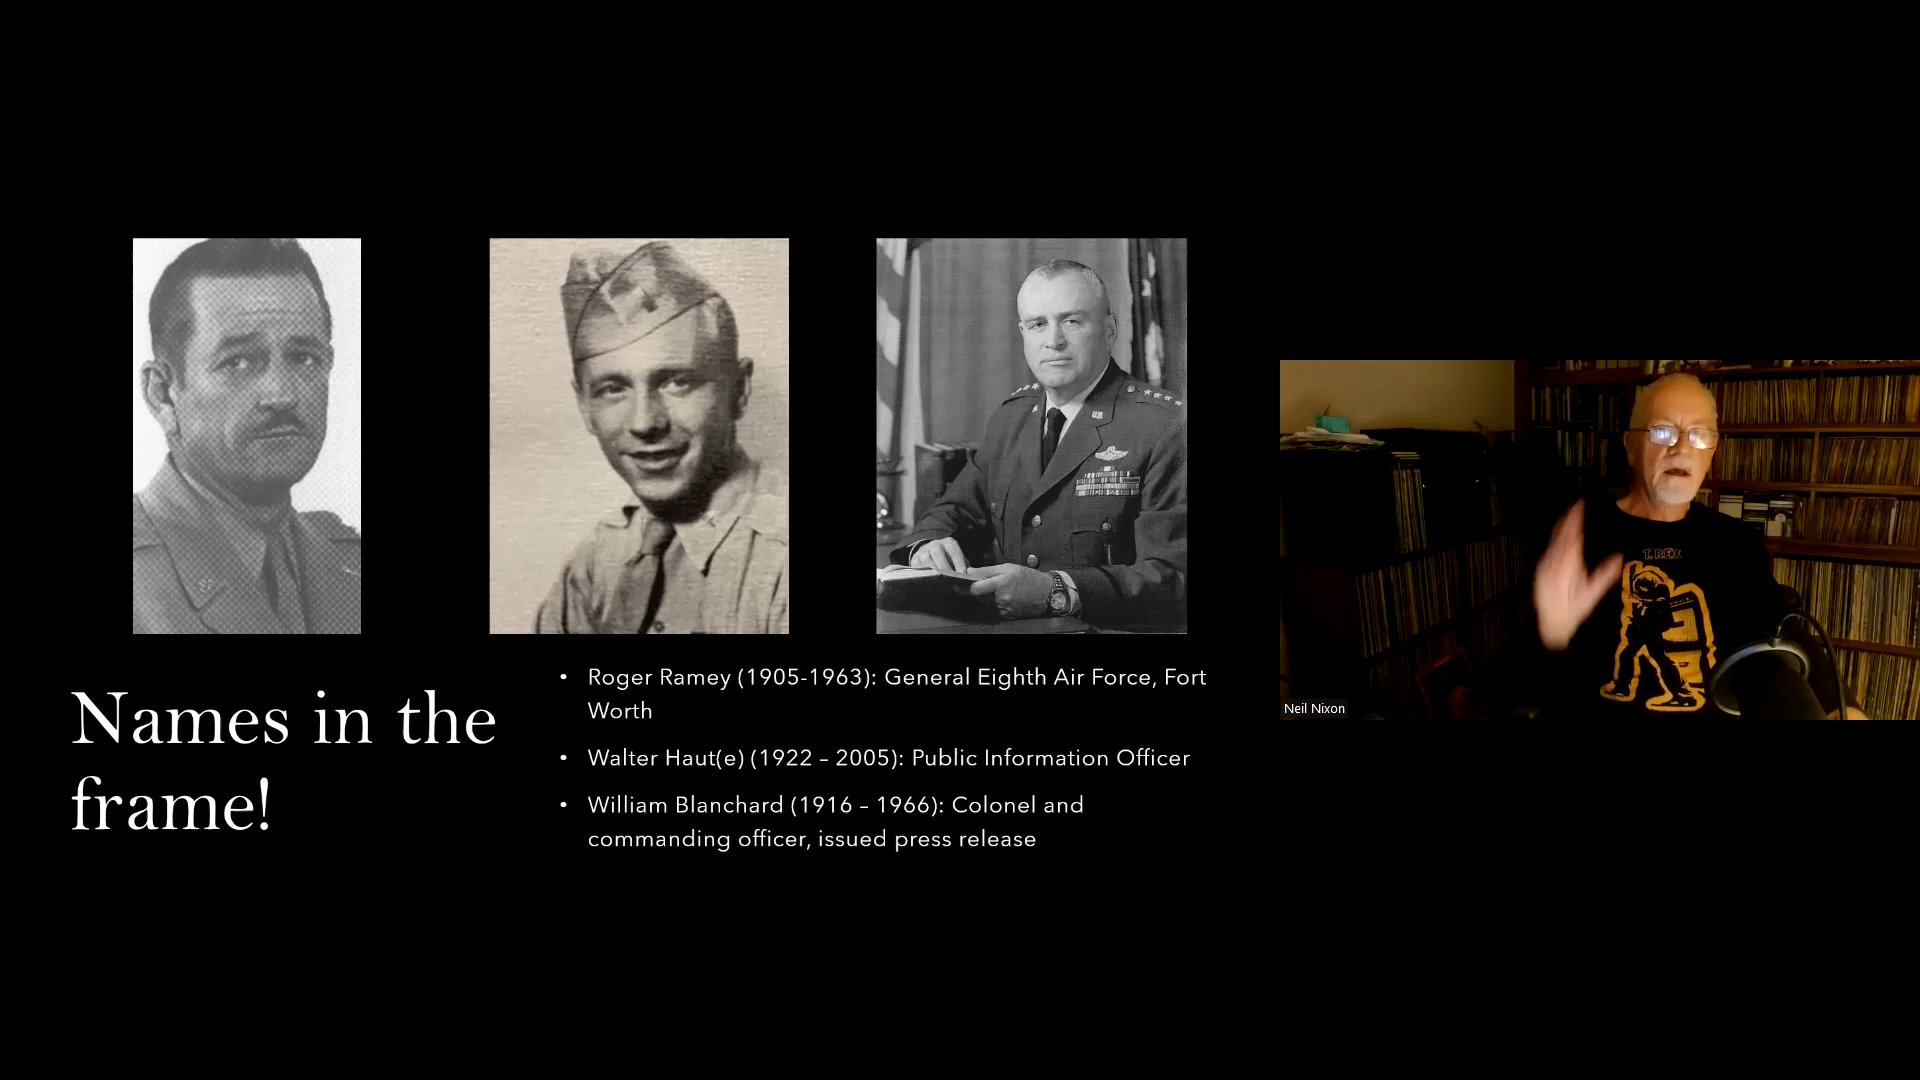 Names in the
frame!
• Roger Ramey (1905-1963): General Eighth Air Force, Fort
Worth
• Walter Haut(e) (1922 – 2005): Public Information Officer
• William Blanchard (1916 – 1966): Colonel and
commanding officer, issued press release
T. REX
Neil Nixon